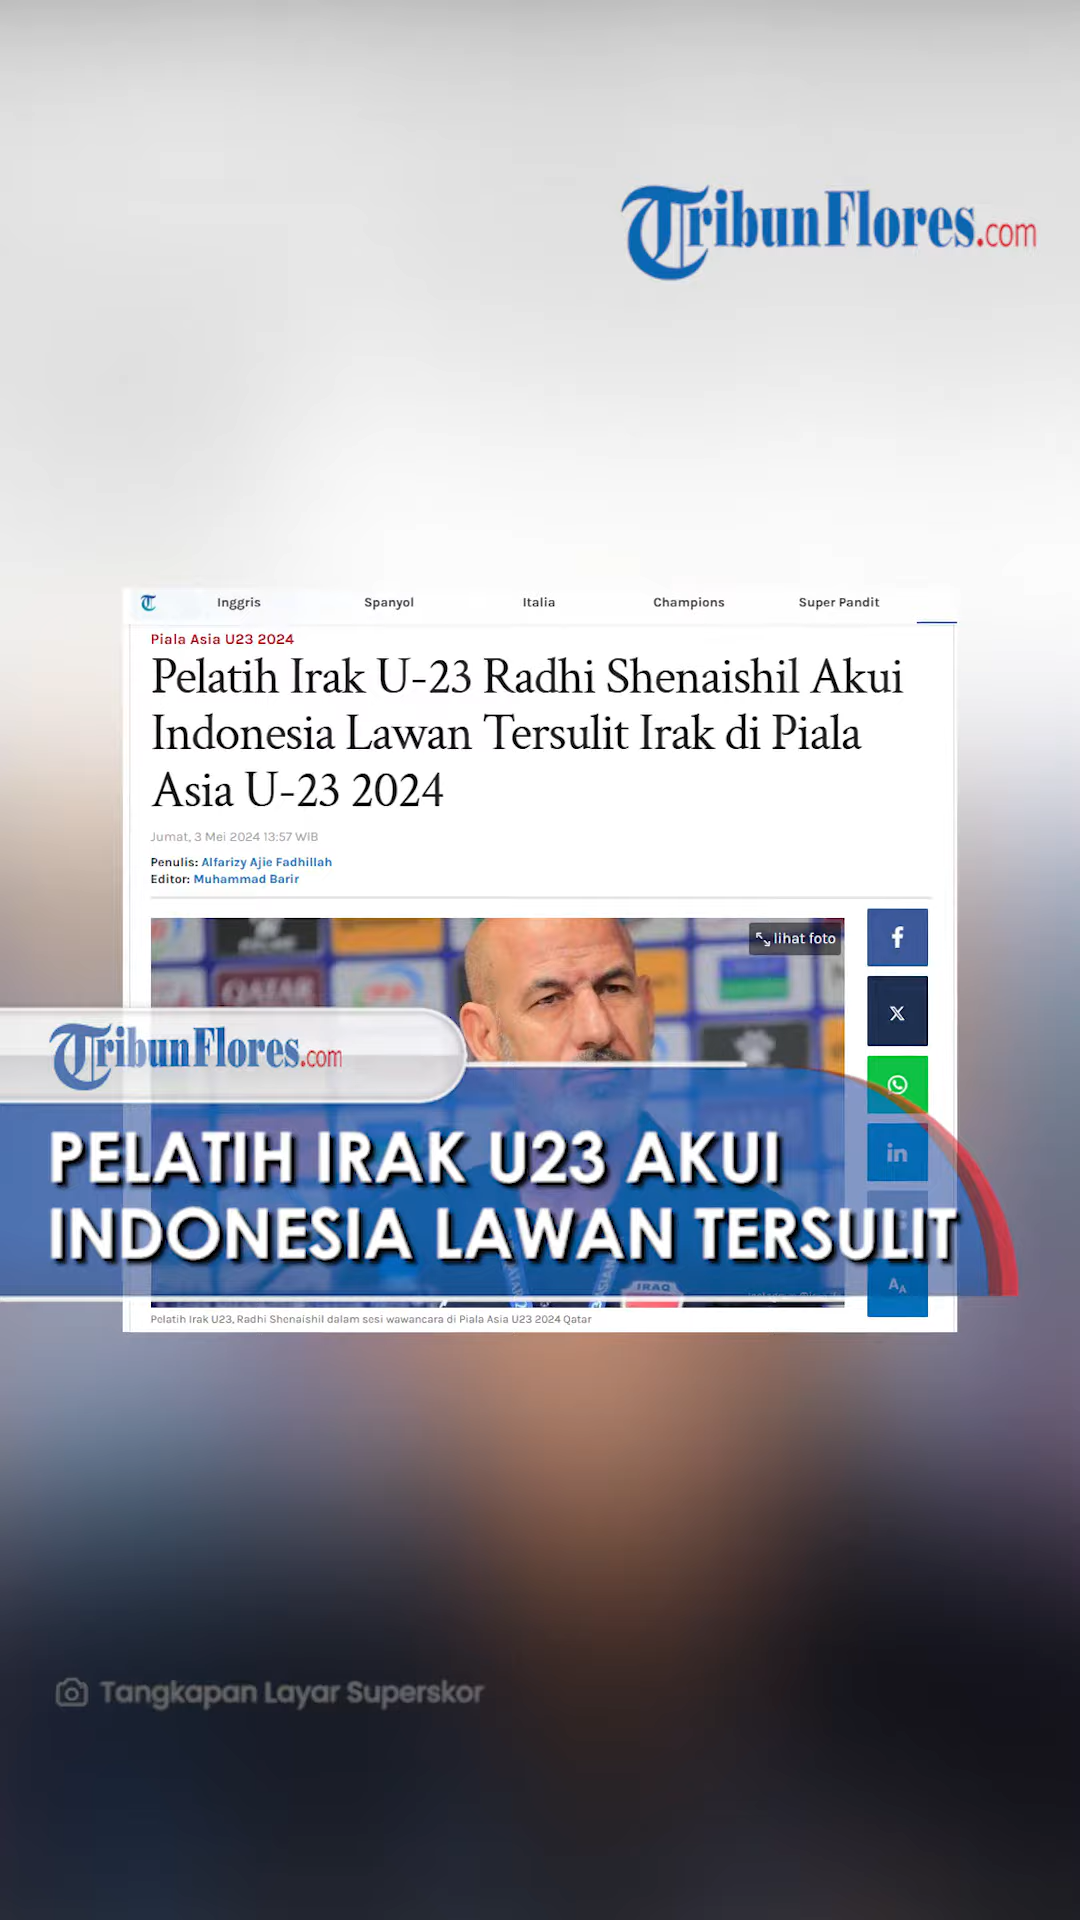 TribunFlores.com
Inggris Spanyol Italia Champions Super Pandit
Piala Asia U23 2024
Pelatih Irak U-23 Radhi Shenaishil Akui
Indonesia Lawan Tersulit Irak di Piala
Asia U-23 2024
Jumat, 3 Mei 2024 13:57 WIB
Penulis: Alfarizy Ajie Fadhillah
Editor: Muhammad Barir
lihat foto
QATAR
TribunFlores.com
PELATIH IRAK U23 AKUI
INDONESIA LAWAN TERSULIT
IRAQ
AA
Pelatih Irak U23, Radhi Shenaishil dalam sesi wawancara di Piala Asia U23 2024 Qatar
Tangkapan Layar Superskor